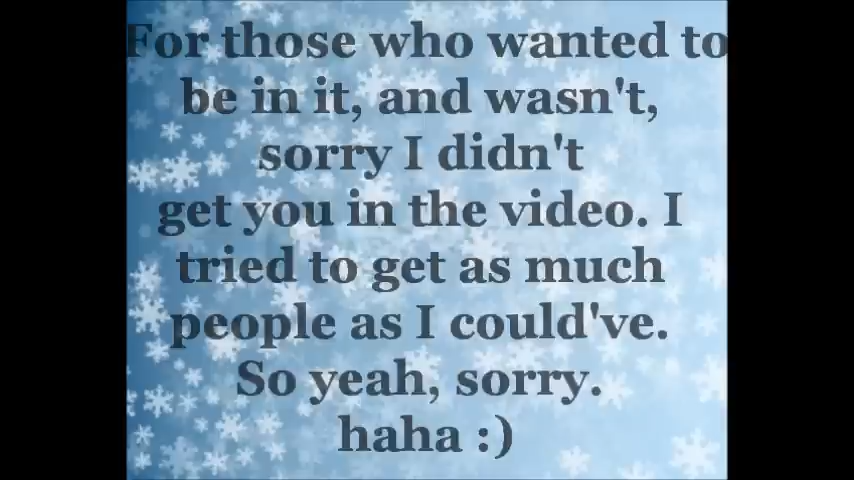 For those who wanted to
be in it, and wasn't,
sorry I didn't
get you in the video. I
tried to get as much
people as I could've.
So yeah, sorry.
haha :)